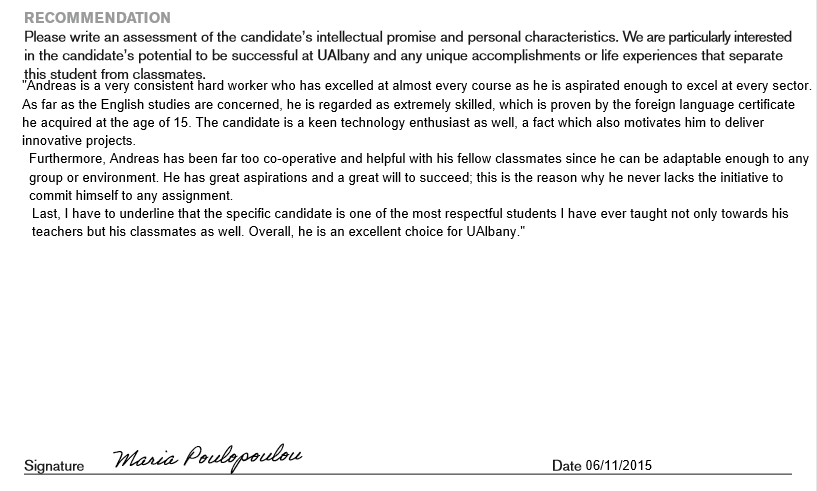 RECOMMENDATION
Please write an assessment of the candidate's intellectual promise and personal characteristics. We are particularly interested
in the candidate's potential to be successful at UAlbany and any unique accomplishments or life experiences that separate
this student from classmates.
"Andreas is a very consistent hard worker who has excelled at almost every course as he is aspirated enough to excel at every sector.
As far as the English studies are concerned, he is regarded as extremely skilled, which is proven by the foreign language certificate
he acquired at the age of 15. The candidate is a keen technology enthusiast as well, a fact which also motivates him to deliver
innovative projects.
Furthermore, Andreas has been far too co-operative and helpful with his fellow classmates since he can be adaptable enough to any
group or environment. He has great aspirations and a great will to succeed; this is the reason why he never lacks the initiative to
commit himself to any assignment.
Last, I have to underline that the specific candidate is one of the most respectful students I have ever taught not only towards his
teachers but his classmates as well. Overall, he is an excellent choice for UAlbany."
Signature Maria Poulopoulou Date 06/11/2015